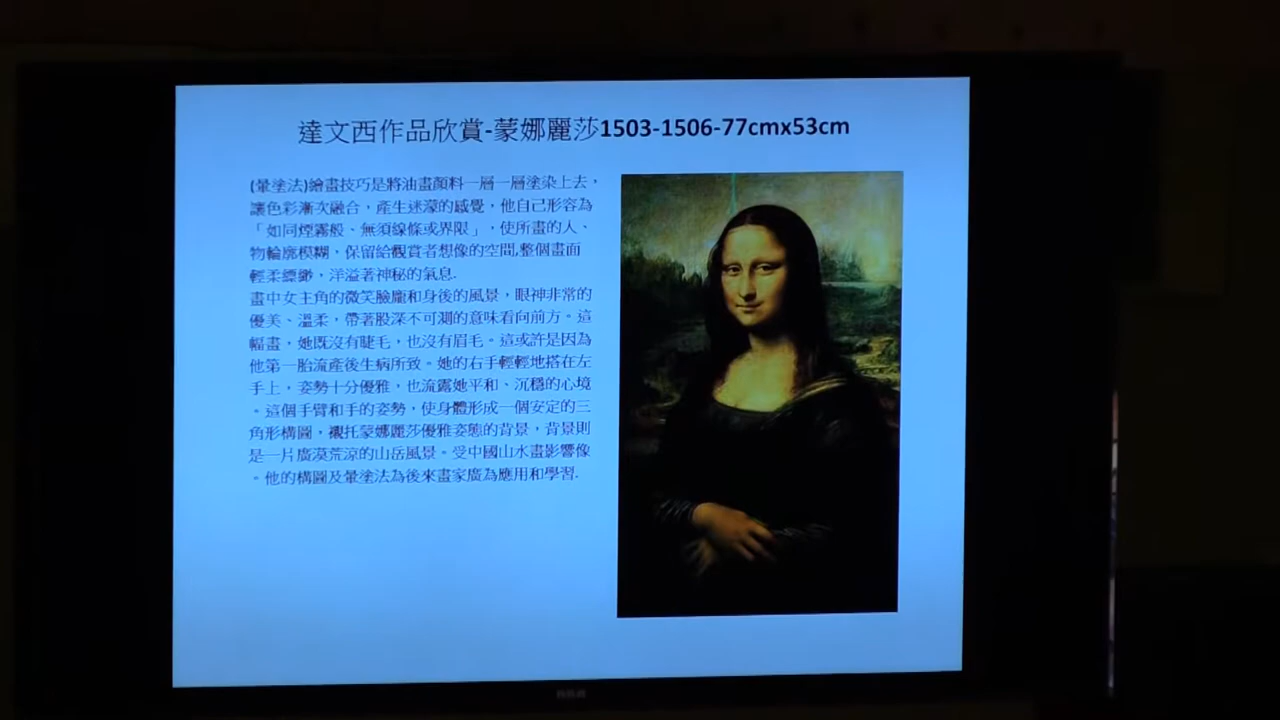 達文西作品欣賞-蒙娜麗莎1503-1506-77cmx53cm
(暈塗法)繪畫技巧是將油畫顏料一層一層塗染上去，
讓色彩漸次融合，產生迷濛的感覺，他自己形容為
「如同煙霧般、無須線條或界限」，使所畫的人、
物輪廓模糊，保留給觀賞者想像的空間,整個畫面
輕柔縹緲，洋溢著神秘的氣息.
畫中女主角的微笑臉龐和身後的風景，眼神非常的
優美、溫柔，帶著股深不可測的意味看向前方。這
幅畫，她既沒有睫毛，也沒有眉毛。這或許是因為
他第一胎流產後生病所致。她的右手輕輕地搭在左
手上，姿勢十分優雅，也流露她平和、沉穩的心境
。這個手臂和手的姿勢，使身體形成一個安定的三
角形構圖，襯托蒙娜麗莎優雅姿態的背景，背景則
是一片廣漠荒涼的山岳風景。受中國山水畫影響像
。他的構圖及暈塗法為後來畫家廣為應用和學習.